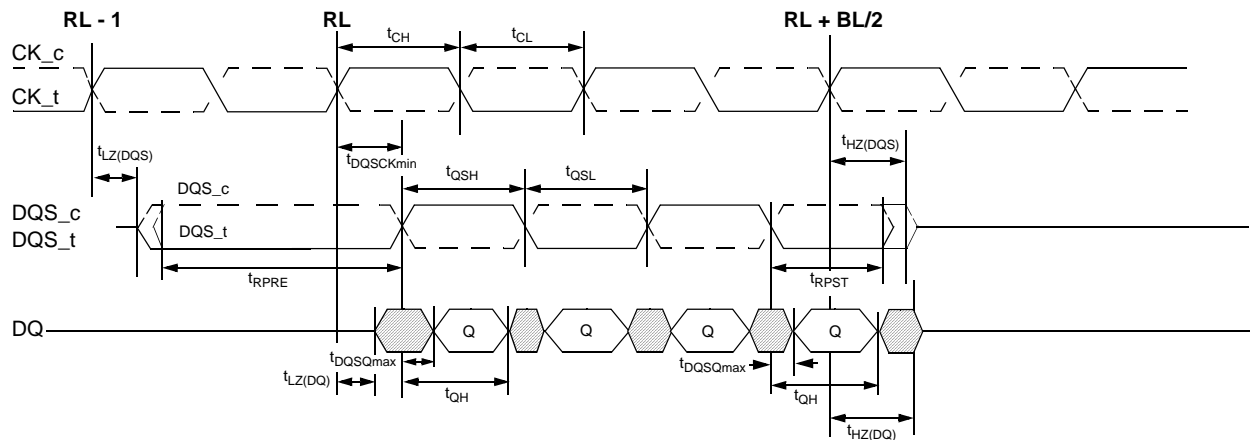 RL - 1
RL
RL + BL/2
tCH
tCL
CK_c
CK_t
tLZ(DQS)
tDQSCKmin
tHZ(DQS)
DQS_c
tQSH
tQSL
DQS_c
DQS_t
DQS_t
tRPRE
tRPST
DQ
Q
Q
Q
Q
tDQSQmax
tDQSQmax
tLZ(DQ)
tQH
tQH
tHZ(DQ)